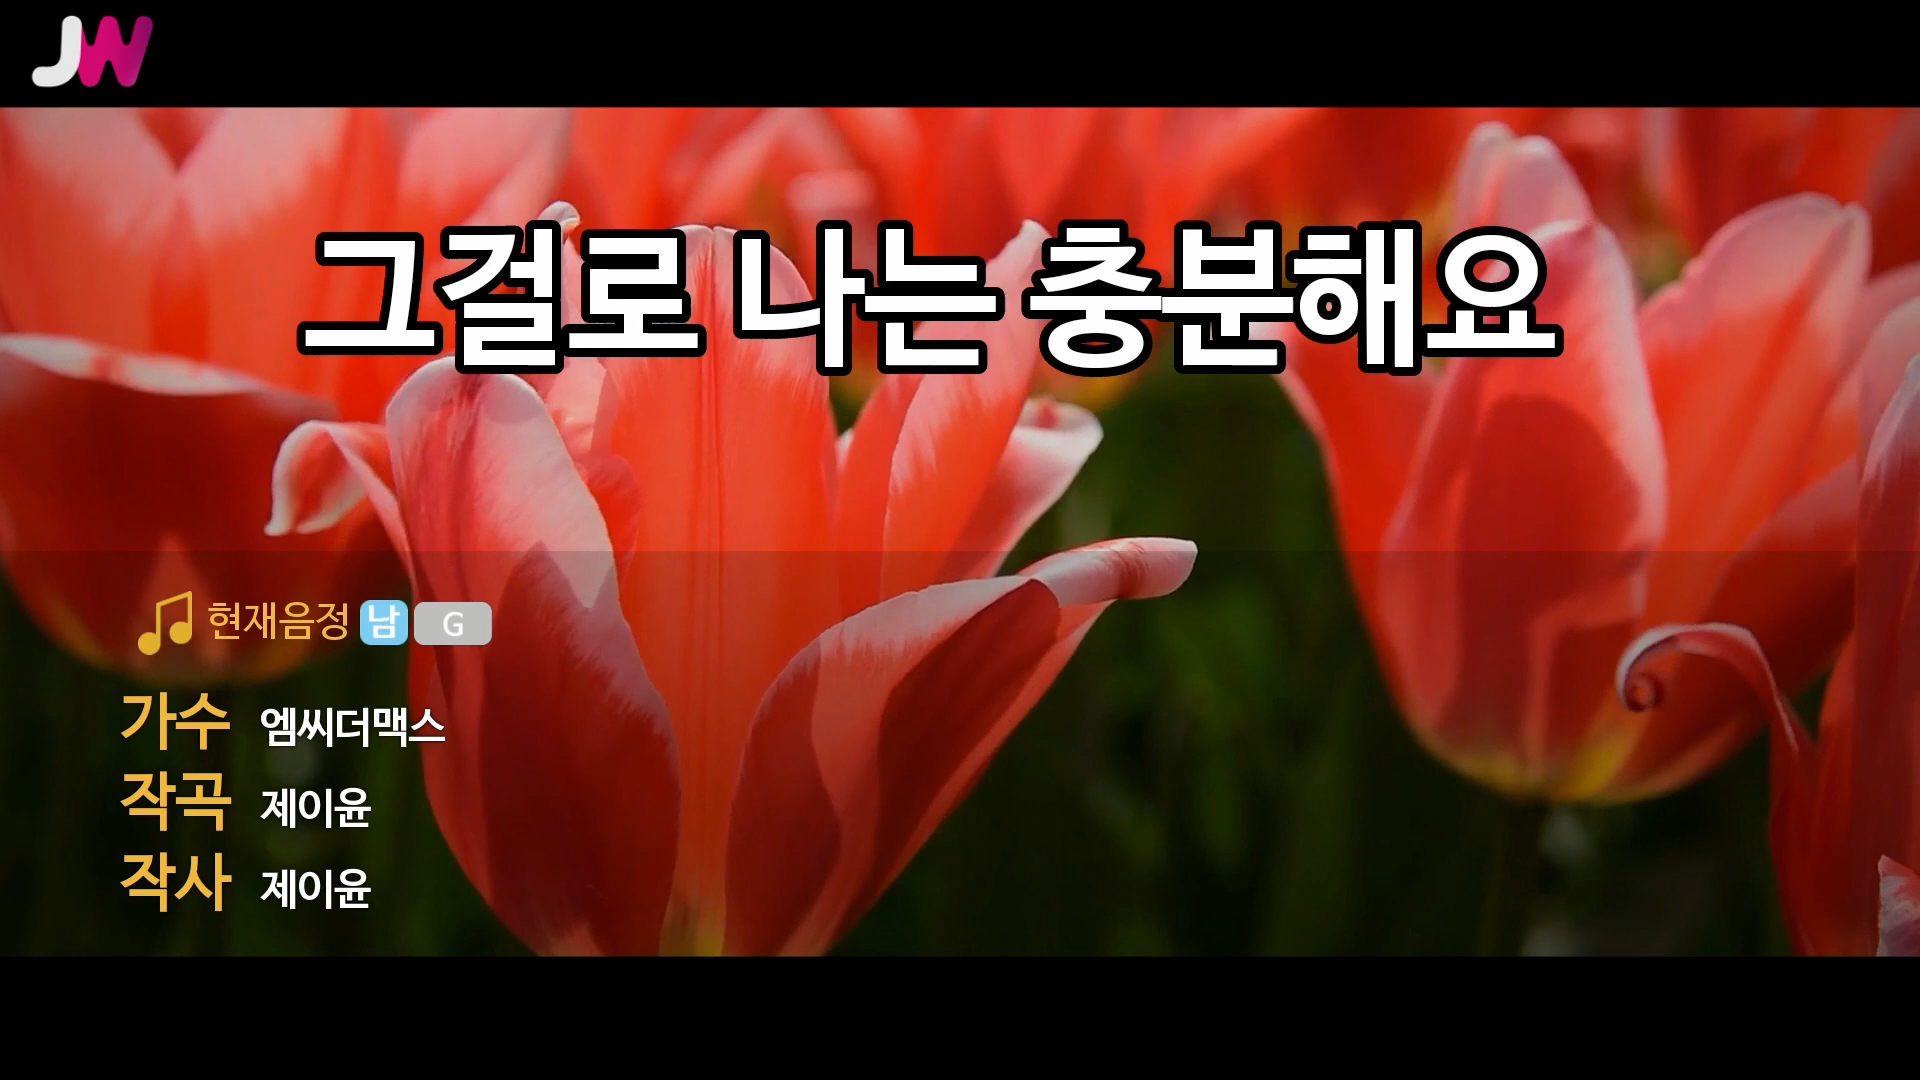 JW
그걸로 나는 충분해요
현재음정 남 G
가수 엠씨더맥스
작곡 제이윤
작사 제이윤